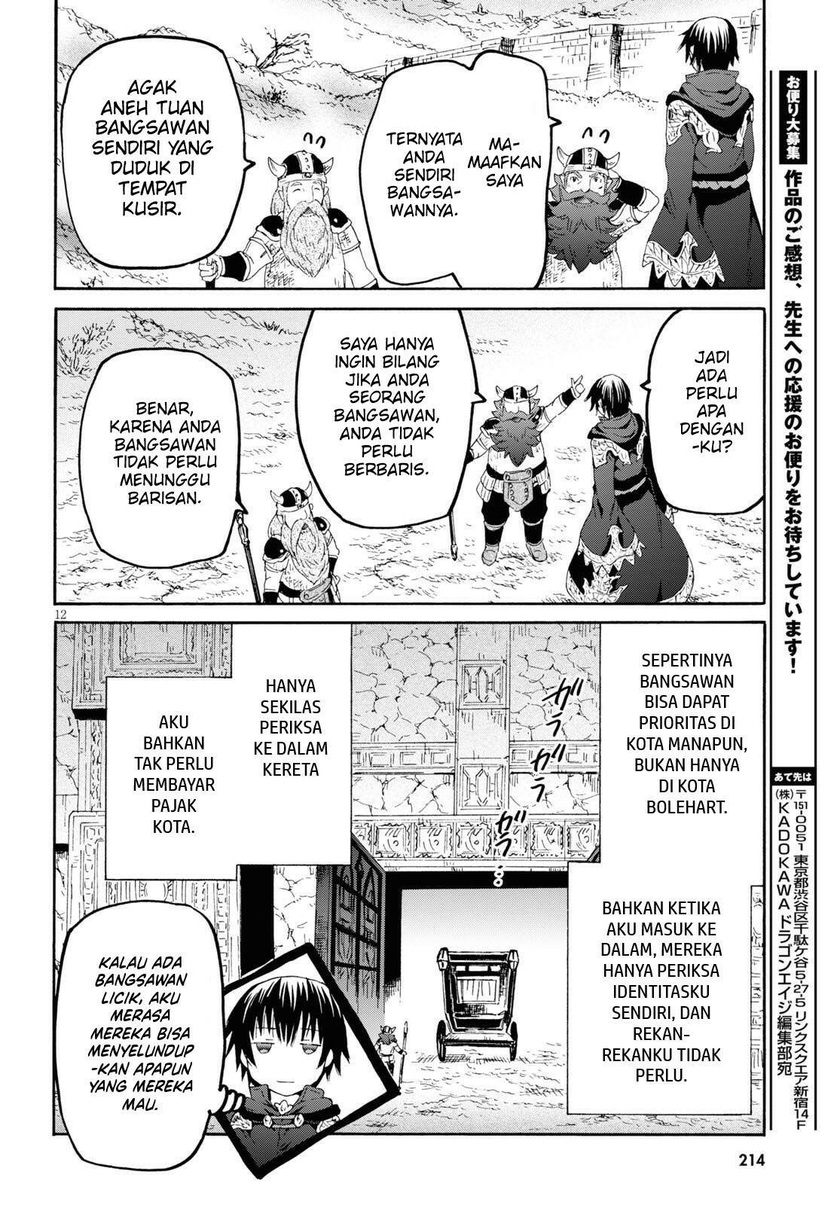 MA-
MAAFKAN
SAYA
TERNYATA
ANDA
SENDIRI
BANGSA-
WANNYA.
AGAK
ANEH TUAN
BANGSAWAN
SENDIRI YANG
DUDUK DI
TEMPAT
KUSIR.
JADI
ADA
PERLU
APA
DENGAN
-KU?
SAYA HANYA
INGIN BILANG
JIKA ANDA
SEORANG
BANGSAWAN,
ANDA TIDAK
PERLU
BERBARIS.
BENAR,
KARENA ANDA
BANGSAWAN
TIDAK PERLU
MENUNGGU
BARISAN.
12
SEPERTINYA
BANGSAWAN
BISA DAPAT
PRIORITAS DI
KOTA MANAPUN,
BUKAN HANYA
DI KOTA
BOLEHART.
ガラ
ガラ…
BAHKAN KETIKA
AKU MASUK KE
DALAM, MEREKA
HANYA PERIKSA
IDENTITASKU
SENDIRI, DAN
REKAN-
REKANKU TIDAK
PERLU.
HANYA
SEKILAS
PERIKSA
KE DALAM
KERETA
AKU
BAHKAN
TAK PERLU
MEMBAYAR
PAJAK
KOTA.
KALAU ADA
BANGSAWAN
LICIK, AKU
MERASA
MEREKA BISA
MENYELUNDUP
-KAN APAPUN
YANG MEREKA
MAU.
お便り大募集 作品のご感想、先生への応援のお便りをお待ちしています！
あて先は
〒151-0051 東京都渋谷区千駄ケ谷5-2-5 リンクスクエア新宿14F
(株)KADOKAWA ドラゴンエイジ編集部宛
214